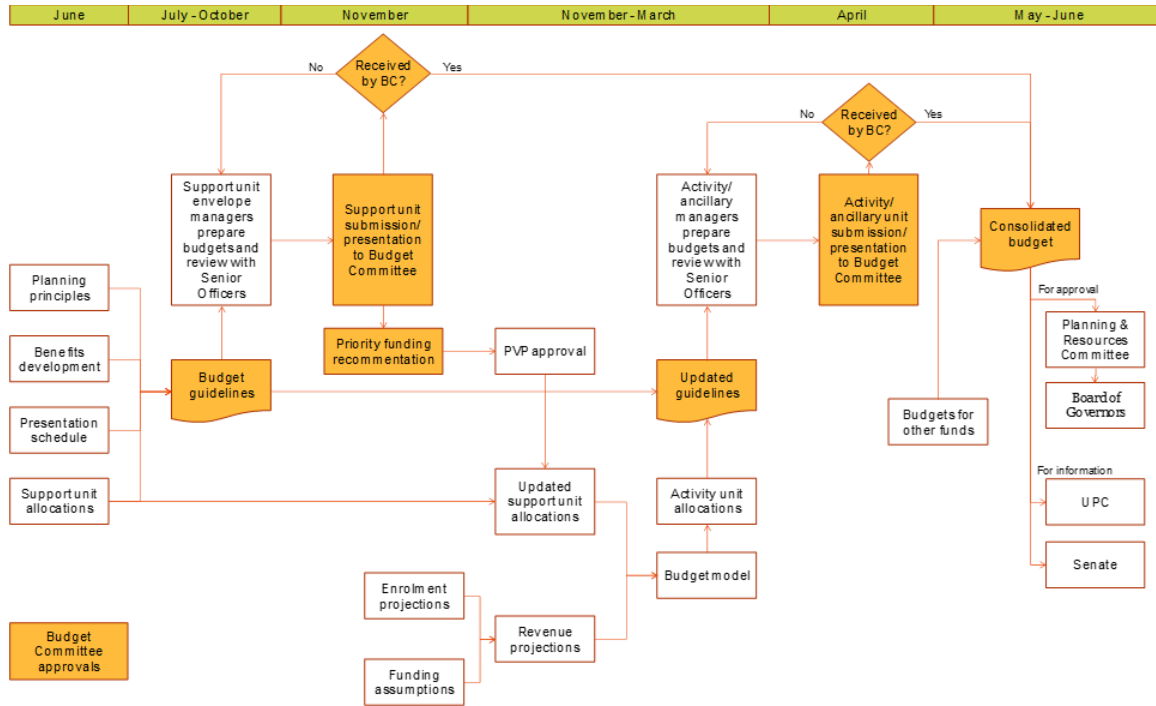 June
July - October
November
November - March
April
May - June
No
Received
by BC?
Yes
No
Received
by BC?
Yes
Support unit
envelope
managers
prepare
budgets and
review with
Senior
Officers
Support unit
submission/
presentation
to Budget
Committee
Activity/
ancillary
managers
prepare
budgets and
review with
Senior
Officers
Activity/
ancillary unit
submission/
presentation
to Budget
Committee
Consolidated
budget
Planning
principles
For approval
Priority funding
recommentation
PVP approval
Planning &
Resources
Committee
Benefits
development
Budget
guidelines
Updated
guidelines
Board of
Governors
Budgets for
other funds
Presentation
schedule
For information
Support unit
allocations
Updated
support unit
allocations
Activity unit
allocations
UPC
Senate
Budget model
Enrolment
projections
Revenue
projections
Budget
Committee
approvals
Funding
assumptions